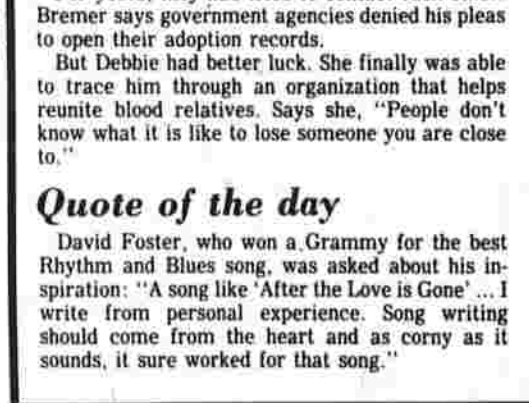 Bremer says government agencies denied his pleas
to open their adoption records.
But Debbie had better luck. She finally was able
to trace him through an organization that helps
reunite blood relatives. Says she, "People don't
know what it is like to lose someone you are close
to."
Quote of the day
David Foster, who won a Grammy for the best
Rhythm and Blues song, was asked about his in-
spiration: "A song like 'After the Love is Gone' ... I
write from personal experience. Song writing
should come from the heart and as corny as it
sounds, it sure worked for that song."